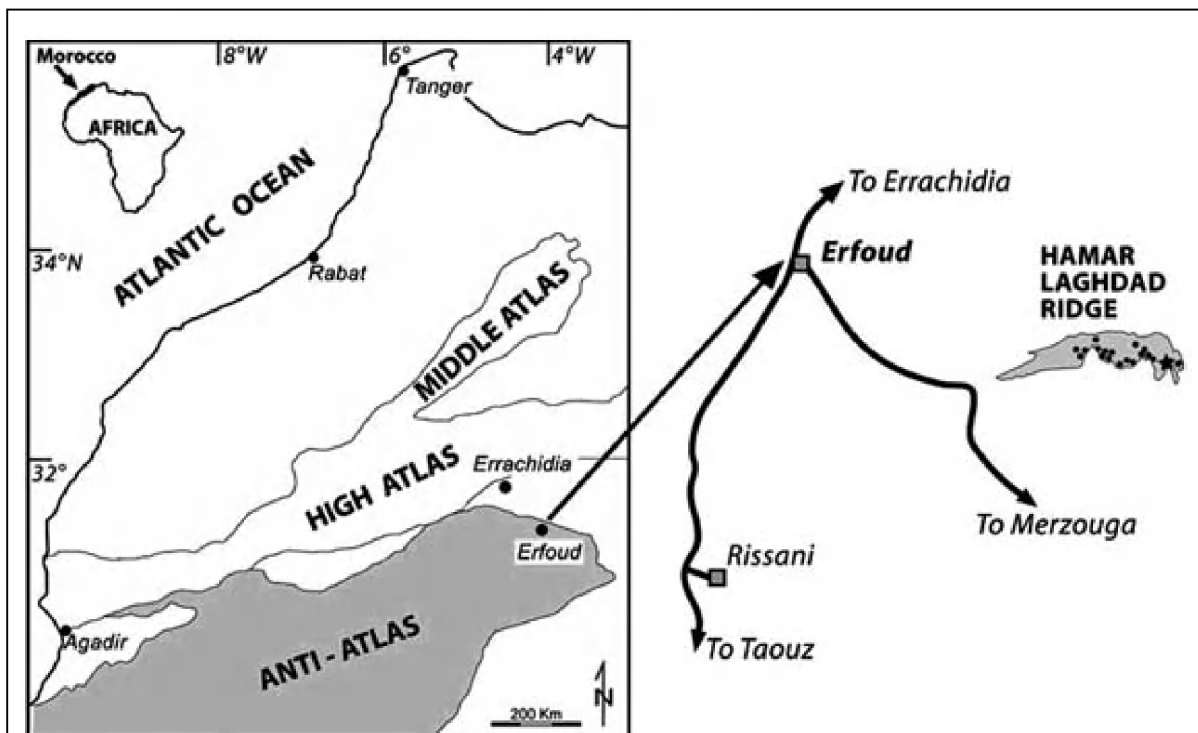 8°W
6°
4°W
Morocco
AFRICA
Tanger
ATLANTIC OCEAN
34°N
Rabat
MIDDLE ATLAS
32°
HIGH ATLAS
Errachidia
Erfoud
Agadir
ANTI - ATLAS
200 Km
N
To Errachidia
Erfoud
HAMAR
LAGHDAD
RIDGE
To Merzouga
Rissani
To Taouz